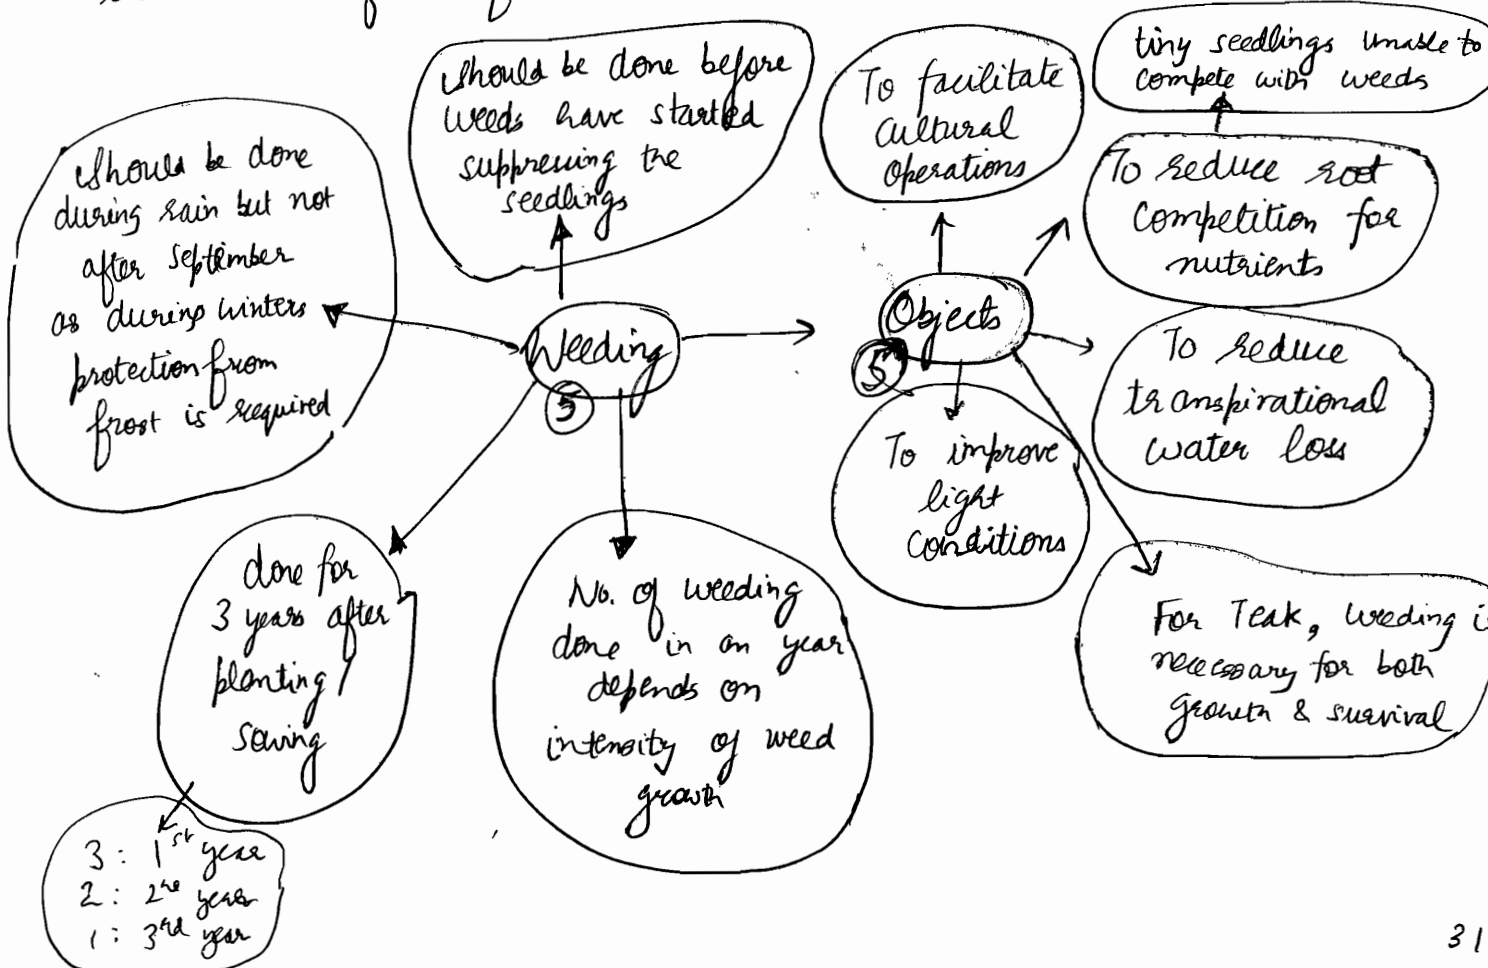 should be done before
weeds have started
suppressing the
seedlings
To facilitate
cultural
operations
tiny seedlings unable to
compete with weeds
should be done
during rain but not
after september
as during winters
protection from
frost is required
To reduce root
competition for
nutrients
Weeding
5
Objects
5
To reduce
transpirational
water loss
To improve
light
conditions
done for
3 years after
planting /
sowing
No. of weeding
done in an year
depends on
intensity of weed
growth
For Teak, weeding is
necessary for both
growth & survival
3 : 1st year
2 : 2nd year
1 : 3rd year
31